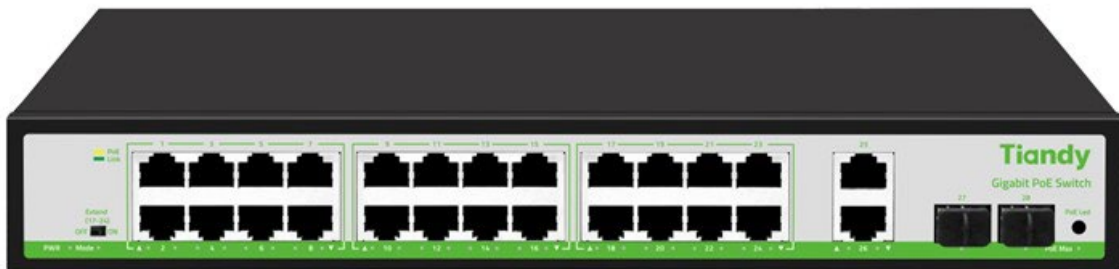 PoE
Link
1 3 5 7
9 11 13 15
17 19 21 23
25
Tiandy
Gigabit PoE Switch
27 28
PoE Led
Extend
(17-24)
OFF ON
PWR Mode
2 4 6 8
10 12 14 16
18 20 22 24
26
PoE Max